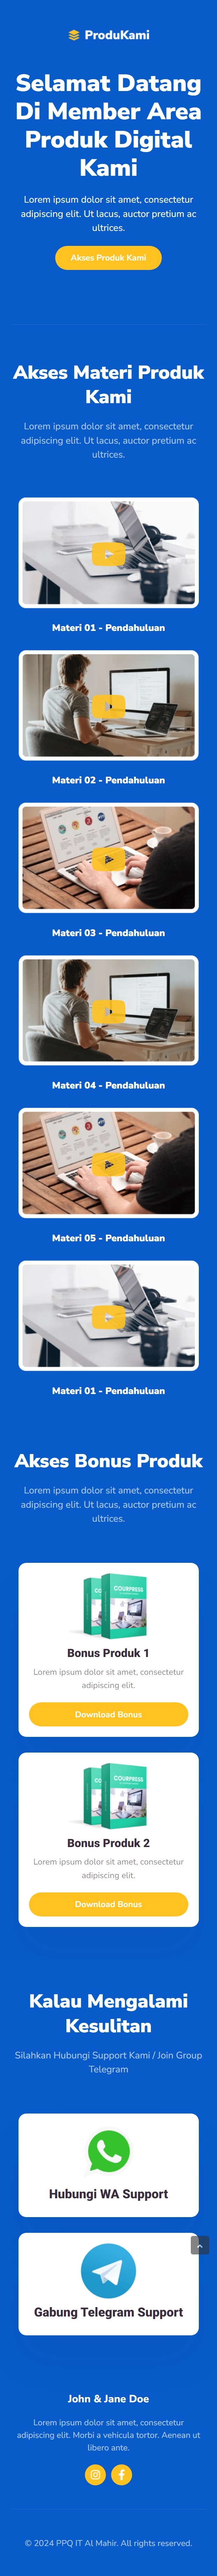 ProduKami
Selamat Datang
Di Member Area
Produk Digital
Kami
Lorem ipsum dolor sit amet, consectetur
adipiscing elit. Ut lacus, auctor pretium ac
ultrices.
Akses Produk Kami
Akses Materi Produk
Kami
Lorem ipsum dolor sit amet, consectetur
adipiscing elit. Ut lacus, auctor pretium ac
ultrices.
Materi 01 - Pendahuluan
Materi 02 - Pendahuluan
Materi 03 - Pendahuluan
Materi 04 - Pendahuluan
Materi 05 - Pendahuluan
Materi 01 - Pendahuluan
Akses Bonus Produk
Lorem ipsum dolor sit amet, consectetur
adipiscing elit. Ut lacus, auctor pretium ac
ultrices.
COURPRESS
Bonus Produk 1
Lorem ipsum dolor sit amet, consectetur
adipiscing elit.
Download Bonus
COURPRESS
Bonus Produk 2
Lorem ipsum dolor sit amet, consectetur
adipiscing elit.
Download Bonus
Kalau Mengalami
Kesulitan
Silahkan Hubungi Support Kami / Join Group
Telegram
Hubungi WA Support
Gabung Telegram Support
John & Jane Doe
Lorem ipsum dolor sit amet, consectetur
adipiscing elit. Morbi a vehicula tortor. Aenean ut
libero ante.
© 2024 PPQ IT Al Mahir. All rights reserved.